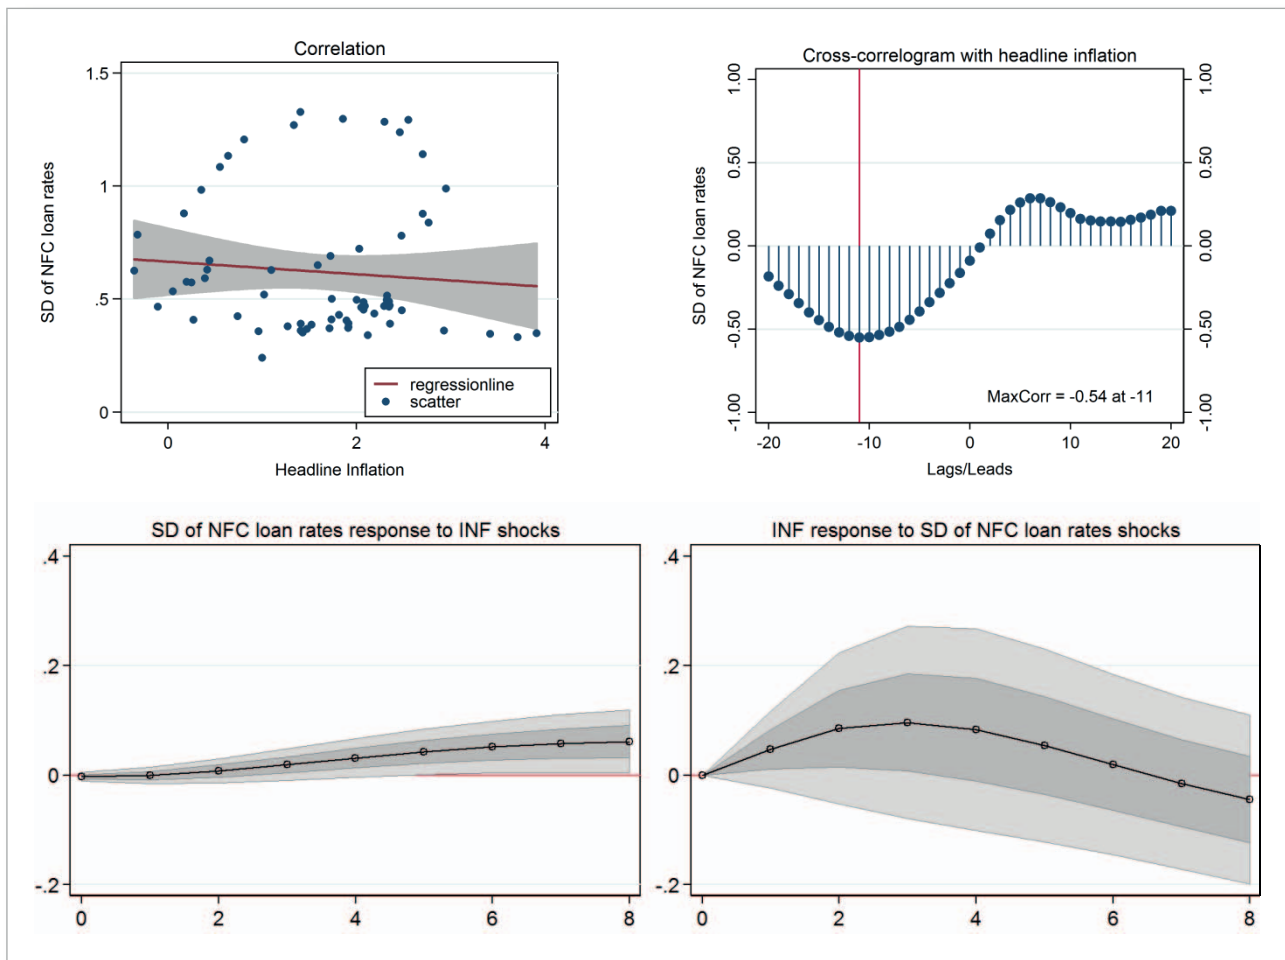 Correlation
1.5
1
.5
0
SD of NFC loan rates
0 2 4
Headline Inflation
regressionline
scatter
Cross-correlogram with headline inflation
1.00 1.00
0.50 0.50
0.00 0.00
-0.50 -0.50
-1.00 -1.00
SD of NFC loan rates
MaxCorr = -0.54 at -11
-20 -10 0 10 20
Lags/Leads
SD of NFC loan rates response to INF shocks
.4
.2
0
-.2
0 2 4 6 8
INF response to SD of NFC loan rates shocks
.4
.2
0
-.2
0 2 4 6 8